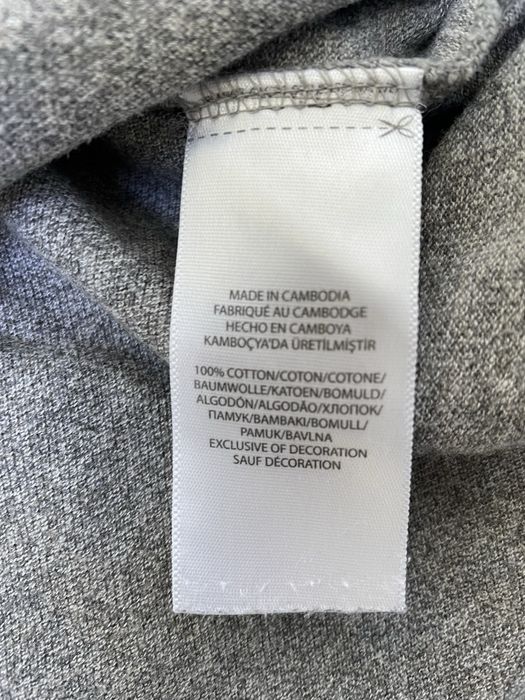 MADE IN CAMBODIA
FABRIQUÉ AU CAMBODGE
HECHO EN CAMBOYA
KAMBOÇYA'DA ÜRETİLMİŞTİR
100% COTTON/COTON/COTONE/
BAUMWOLLE/KATOEN/BOMULD/
ALGODÓN/ALGODÃO/ХЛОПОК/
ПАМУК/BAMBAKI/BOMULL/
PAMUK/BAVLNA
EXCLUSIVE OF DECORATION
SAUF DÉCORATION